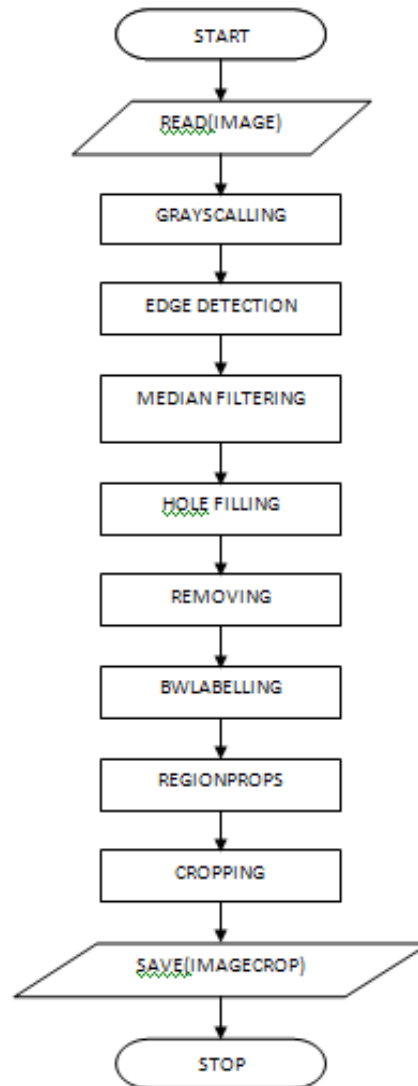 START
READ(IMAGE)
GRAYSCALLING
EDGE DETECTION
MEDIAN FILTERING
HOLE FILLING
REMOVING
BWLABELLING
REGIONPROPS
CROPPING
SAVE(IMAGECROP)
STOP